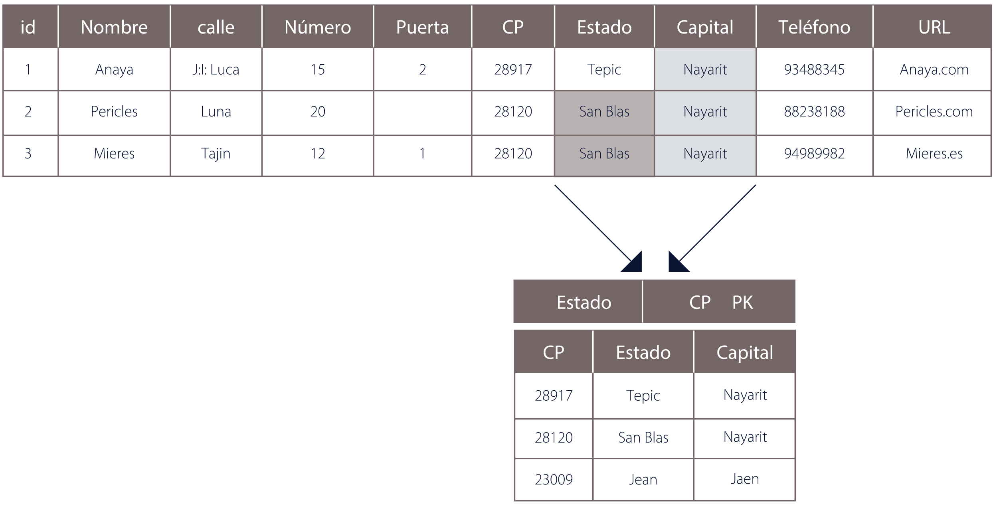 id Nombre calle Número Puerta CP Estado Capital Teléfono URL
1 Anaya J:I: Luca 15 2 28917 Tepic Nayarit 93488345 Anaya.com
2 Pericles Luna 20 28120 San Blas Nayarit 88238188 Pericles.com
3 Mieres Tajin 12 1 28120 San Blas Nayarit 94989982 Mieres.es
Estado CP PK
CP Estado Capital
28917 Tepic Nayarit
28120 San Blas Nayarit
23009 Jean Jaen